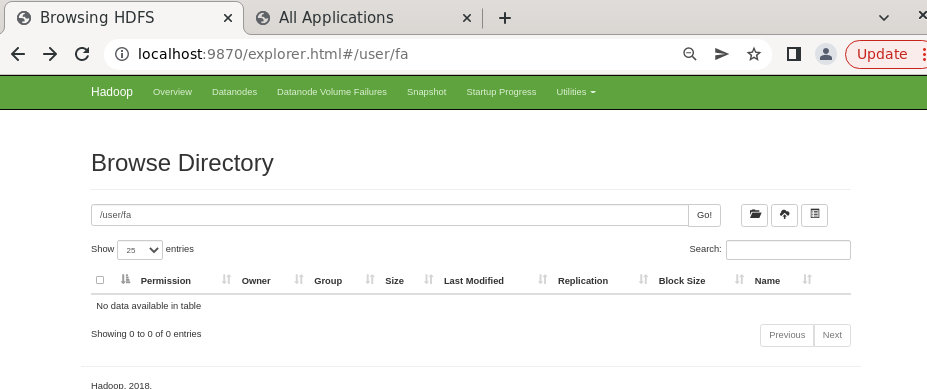 Browsing HDFS
All Applications
localhost:9870/explorer.html#/user/fa
Update
Hadoop Overview Datanodes Datanode Volume Failures Snapshot Startup Progress Utilities
Browse Directory
/user/fa Go!
Show 25 entries Search:
Permission Owner Group Size Last Modified Replication Block Size Name
No data available in table
Showing 0 to 0 of 0 entries Previous Next
Hadoop, 2018.